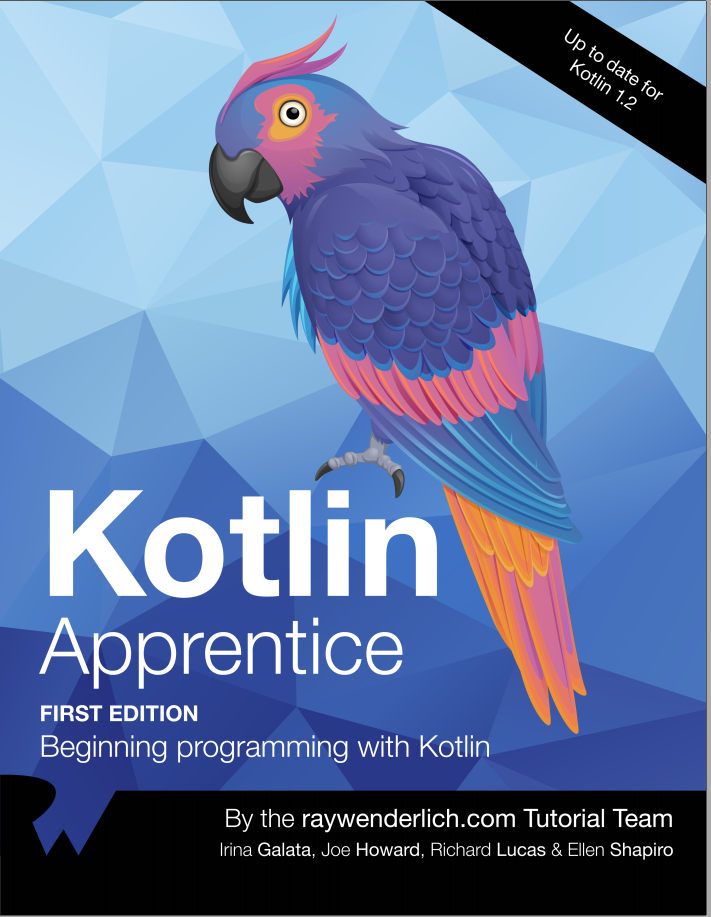 Up to date for
Kotlin 1.2
Kotlin
Apprentice
FIRST EDITION
Beginning programming with Kotlin
By the raywenderlich.com Tutorial Team
Irina Galata, Joe Howard, Richard Lucas & Ellen Shapiro